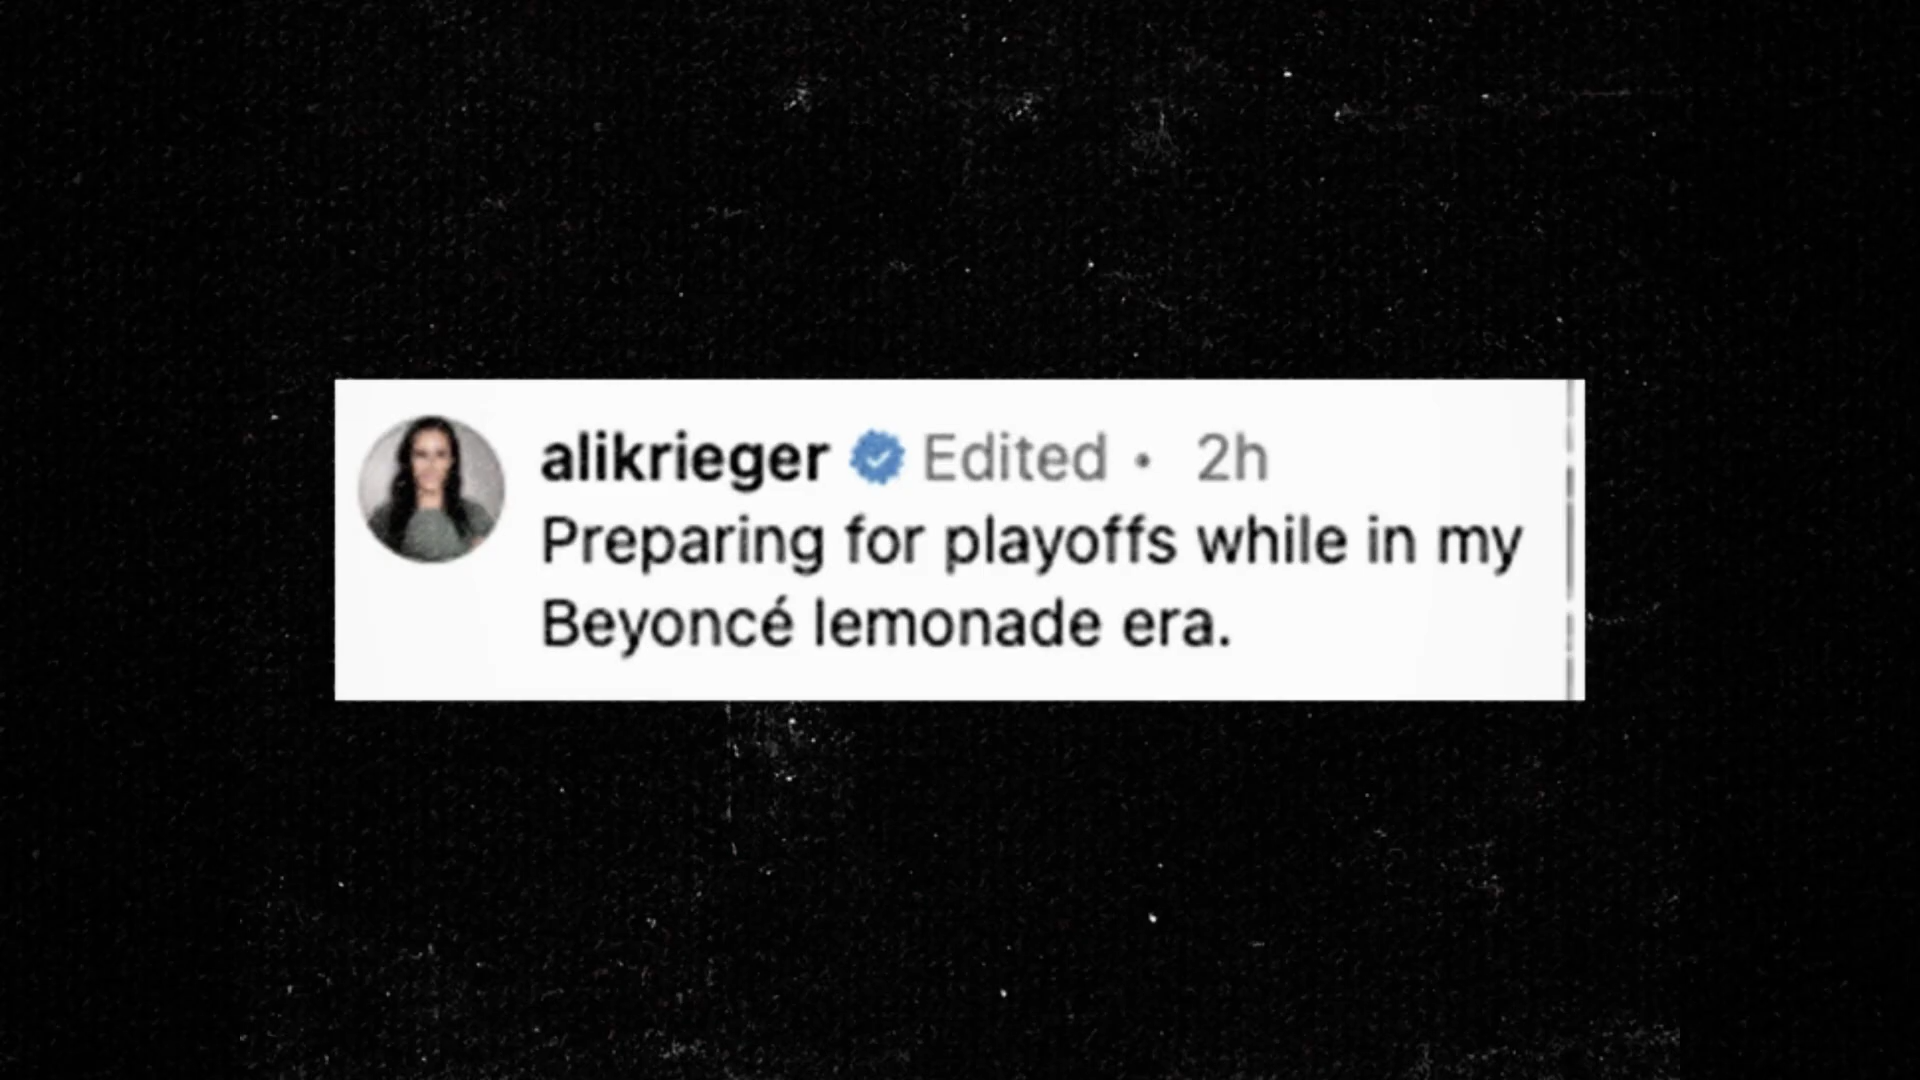 alikrieger Edited • 2h
Preparing for playoffs while in my
Beyoncé lemonade era.